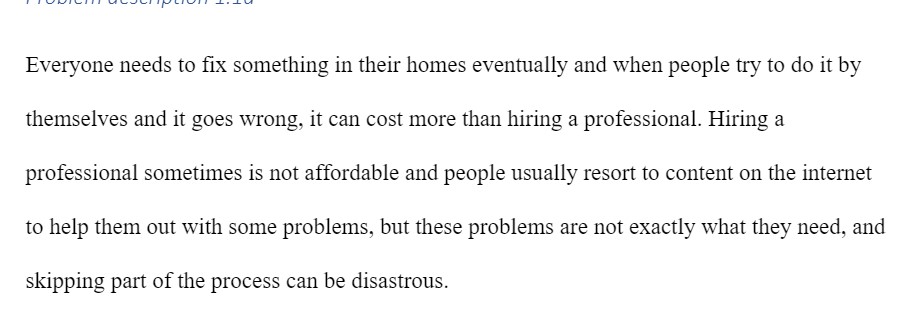 Problem description 1.1a
Everyone needs to fix something in their homes eventually and when people try to do it by
themselves and it goes wrong, it can cost more than hiring a professional. Hiring a
professional sometimes is not affordable and people usually resort to content on the internet
to help them out with some problems, but these problems are not exactly what they need, and
skipping part of the process can be disastrous.